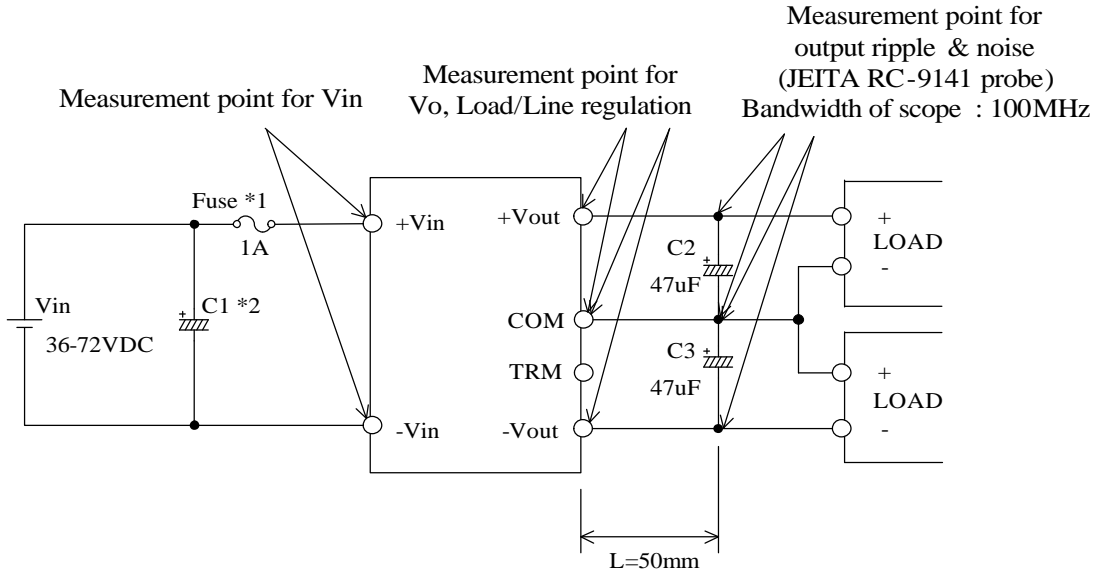 Measurement point for
output ripple & noise
(JEITA RC-9141 probe)
Bandwidth of scope : 100MHz
Measurement point for
Vo, Load/Line regulation
Measurement point for Vin
Fuse *1
1A
+Vin
+Vout
+
LOAD
-
C2
+
47uF
Vin
36-72VDC
+
C1 *2
COM
TRM
C3
+
47uF
+
LOAD
-
-Vin
-Vout
L=50mm